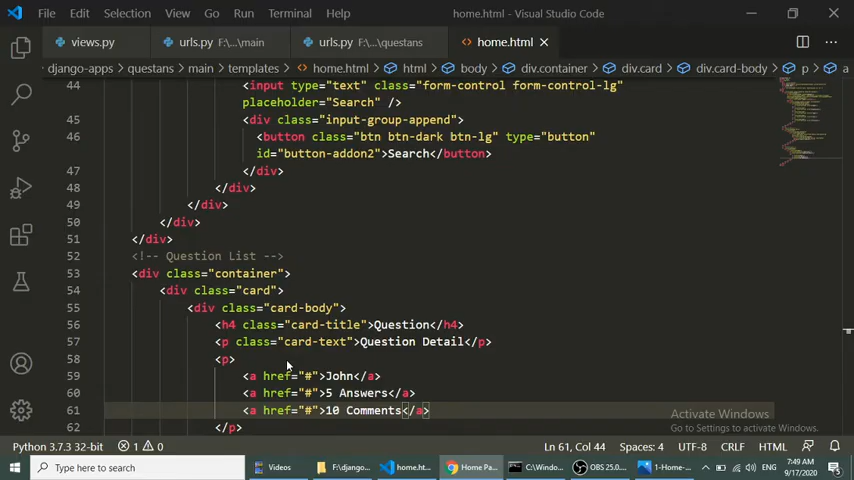 File Edit Selection View Go Run Terminal Help home.html - Visual Studio Code
views.py urls.py F:\...\main urls.py F:\...\questans home.html
django-apps > questans > main > templates > home.html > html > body > div.container > div.card > div.card-body > p > a
44 <input type="text" class="form-control form-control-lg"
placeholder="Search" />
45 <div class="input-group-append">
46 <button class="btn btn-dark btn-lg" type="button"
id="button-addon2">Search</button>
47 </div>
48 </div>
49 </div>
50 </div>
51 </div>
52 <!-- Question List -->
53 <div class="container">
54 <div class="card">
55 <div class="card-body">
56 <h4 class="card-title">Question</h4>
57 <p class="card-text">Question Detail</p>
58 <p>
59 <a href="#">John</a>
60 <a href="#">5 Answers</a>
61 <a href="#">10 Comments</a>
62 </p>
Activate Windows
Go to Settings to activate Windows.
Python 3.7.3 32-bit 1 0 Ln 61, Col 44 Spaces: 4 UTF-8 CRLF HTML
Type here to search Videos F:\django... home.ht... Home Pa... C:\Windo... OBS 25.0.... 1-Home-... ENG 7:49 AM
9/17/2020 5